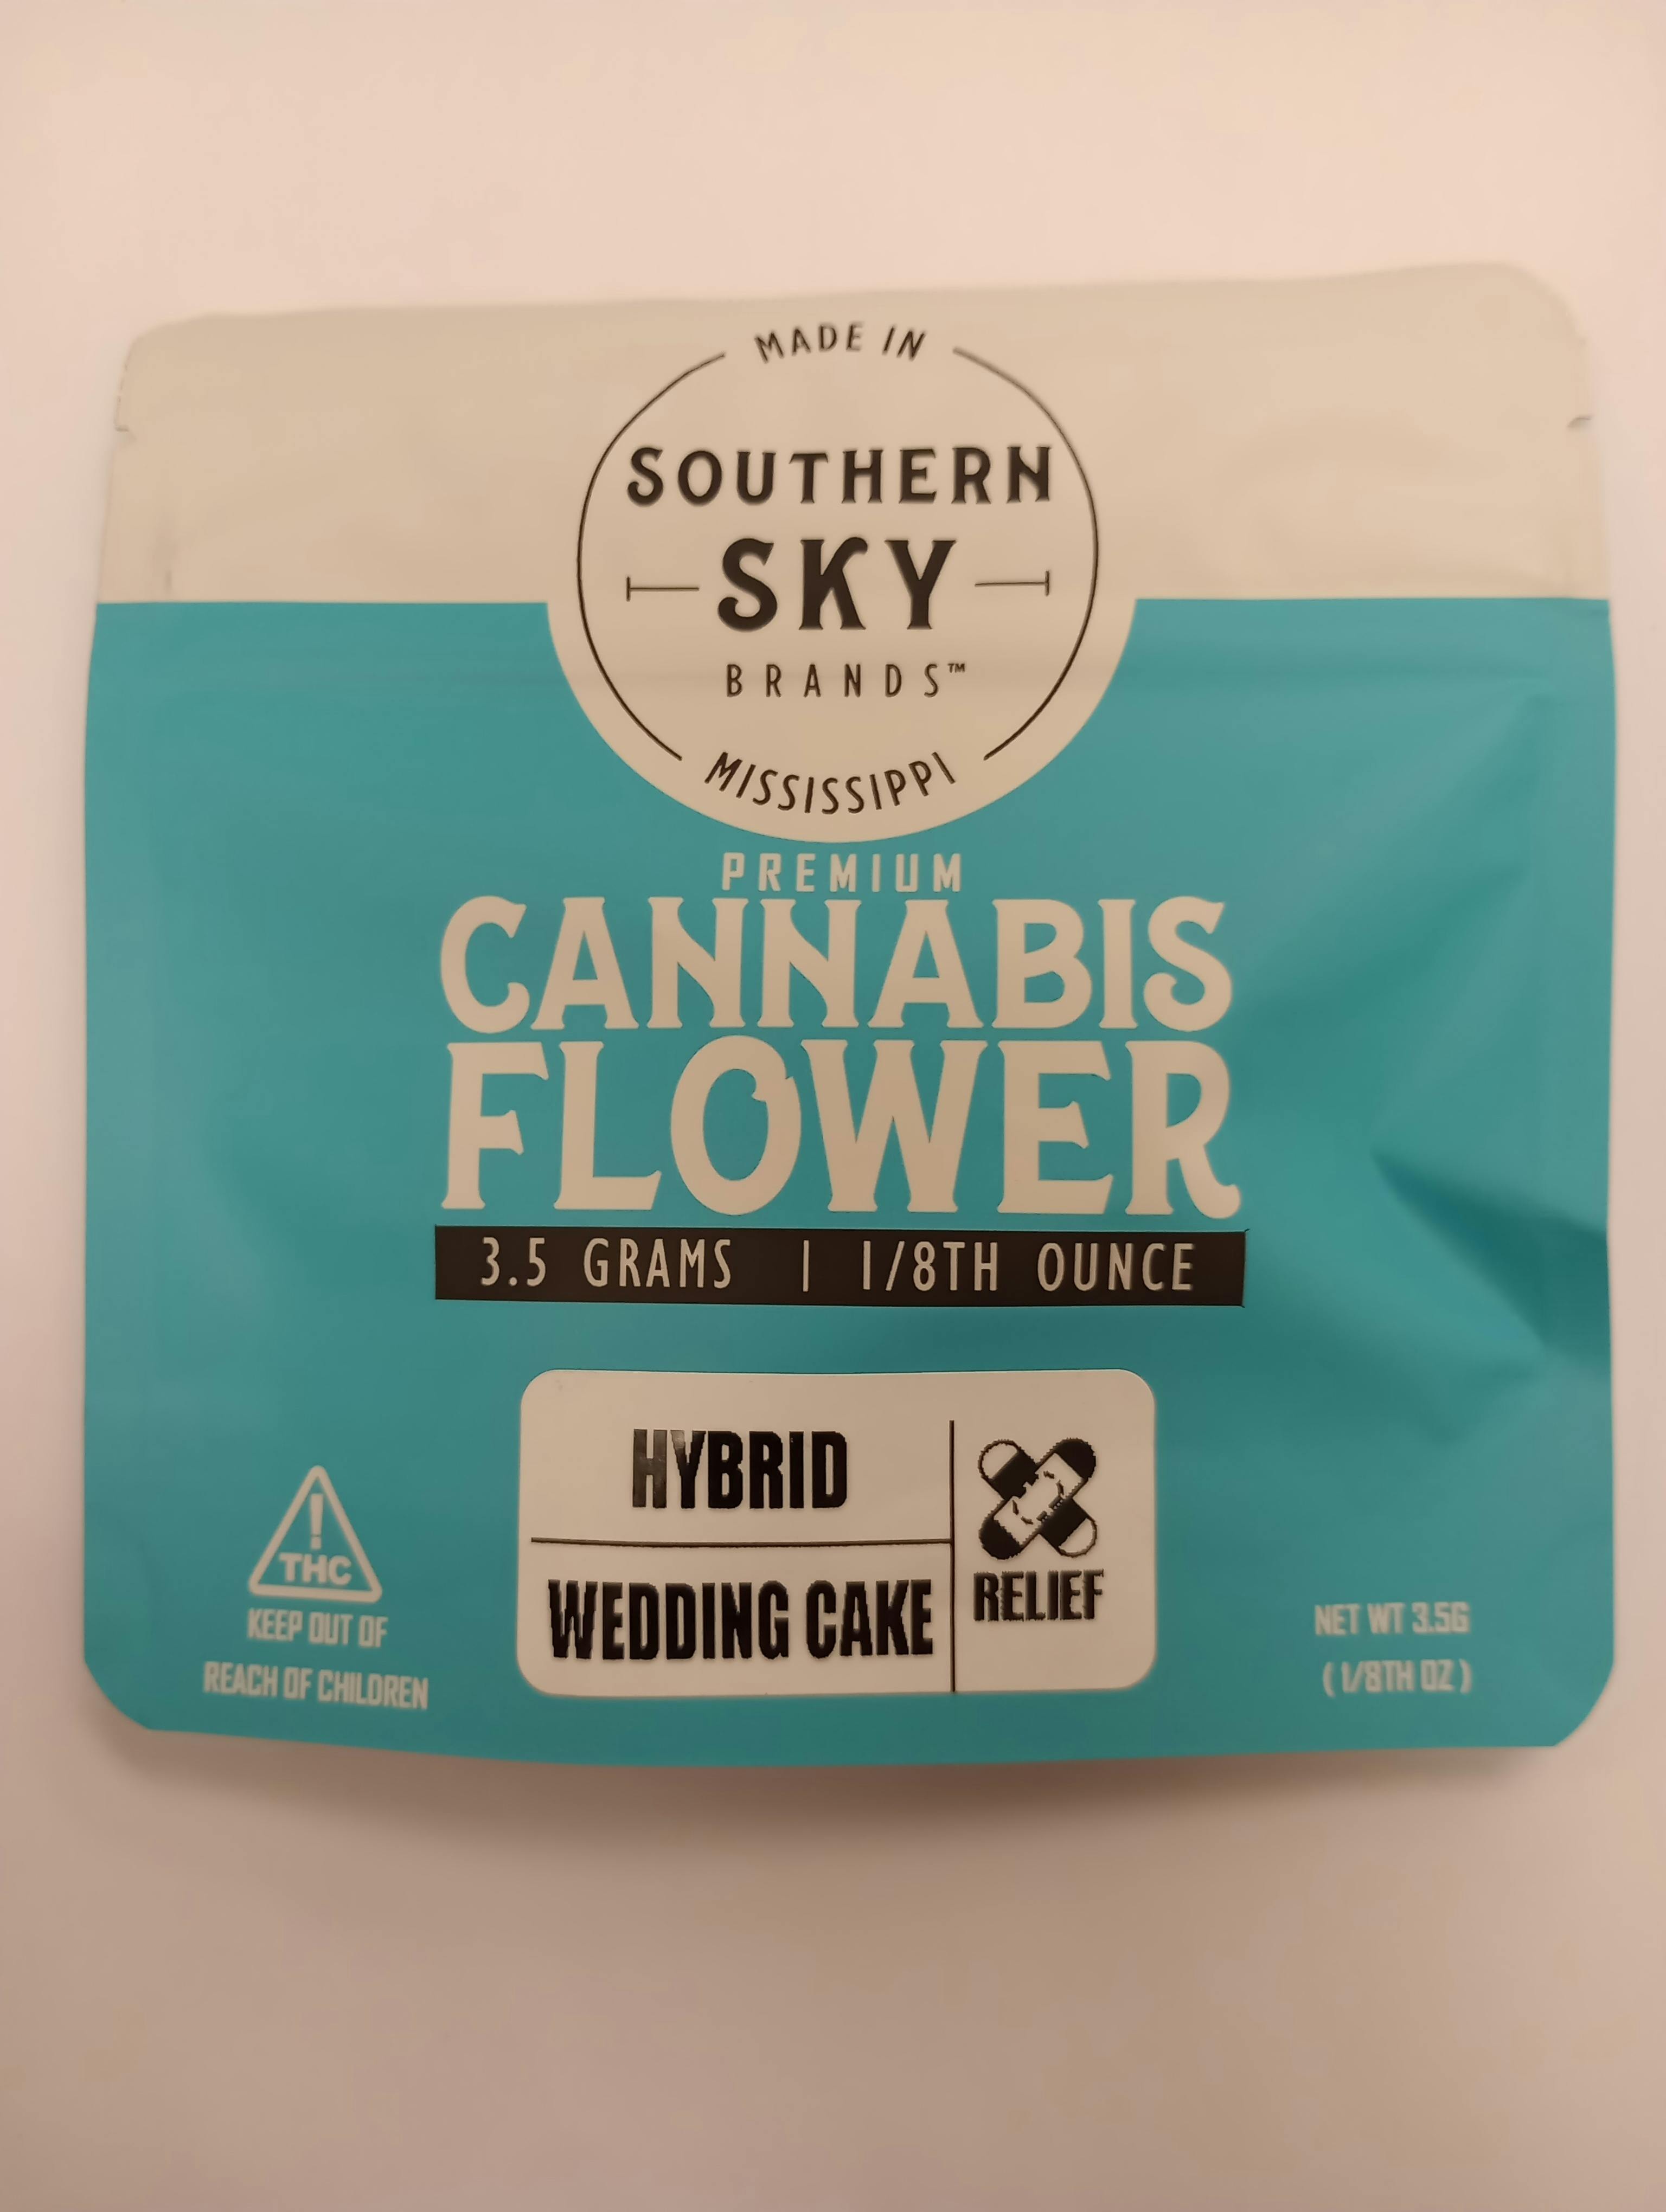 MADE IN
SOUTHERN
SKY
BRANDS™
MISSISSIPPI
PREMIUM
CANNABIS
FLOWER
3.5 GRAMS | 1/8TH OUNCE
HYBRID
WEDDING CAKE
RELIEF
!
THC
KEEP OUT OF
REACH OF CHILDREN
NET WT 3.5G
( 1/8TH OZ )